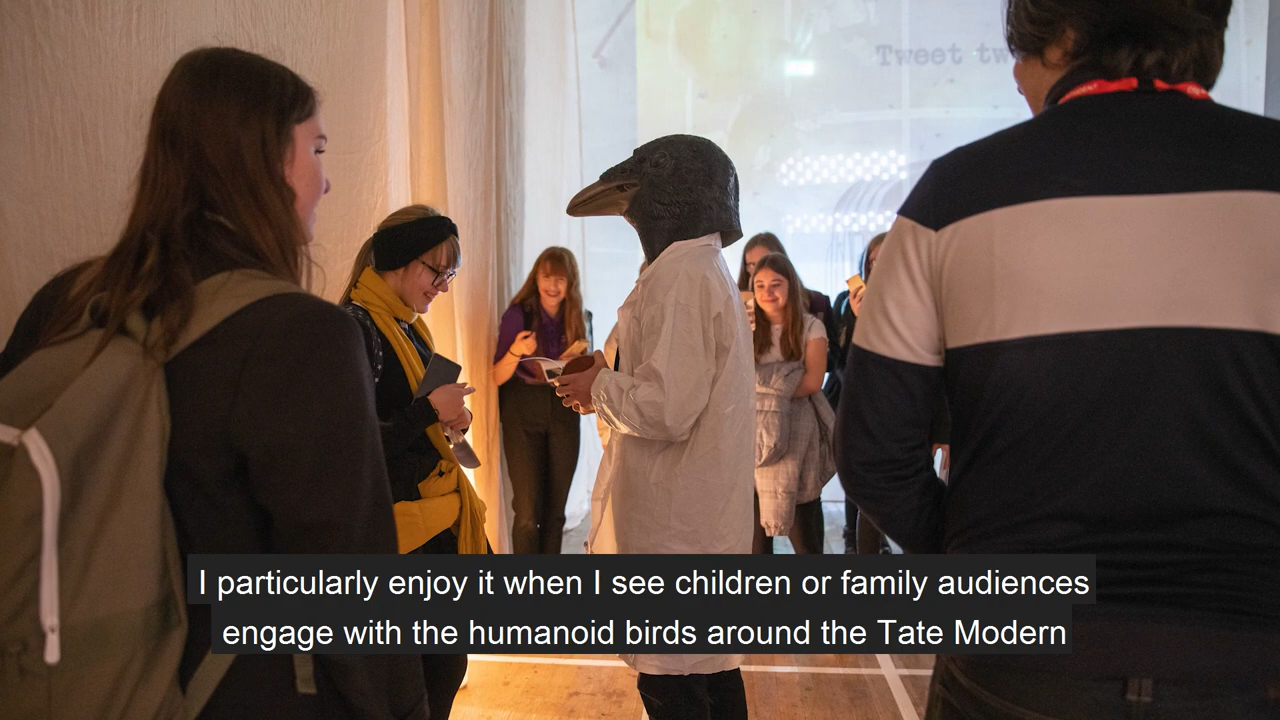 Tweet
I particularly enjoy it when I see children or family audiences
engage with the humanoid birds around the Tate Modern